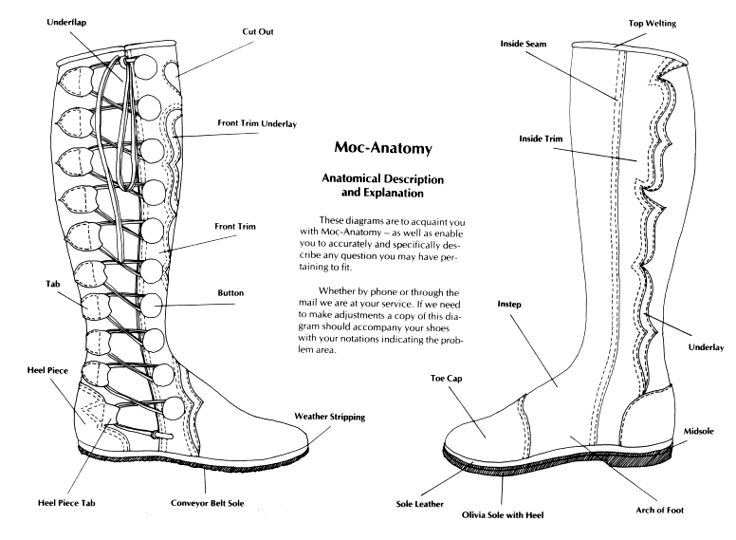 Underflap
Cut Out
Front Trim Underlay
Front Trim
Tab
Button
Heel Piece
Weather Stripping
Heel Piece Tab
Conveyor Belt Sole
Moc-Anatomy
Anatomical Description
and Explanation
These diagrams are to acquaint you
with Moc-Anatomy – as well as enable
you to accurately and specifically des-
cribe any question you may have per-
taining to fit.
Whether by phone or through the
mail we are at your service. If we need
to make adjustments a copy of this dia-
gram should accompany your shoes
with your notations indicating the prob-
lem area.
Top Welting
Inside Seam
Inside Trim
Instep
Underlay
Toe Cap
Midsole
Sole Leather
Olivia Sole with Heel
Arch of Foot